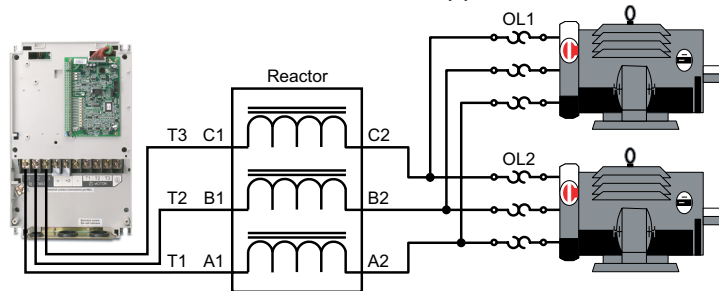 OL1
Reactor
T3 C1 C2
OL2
T2 B1 B2
T1 A1 A2